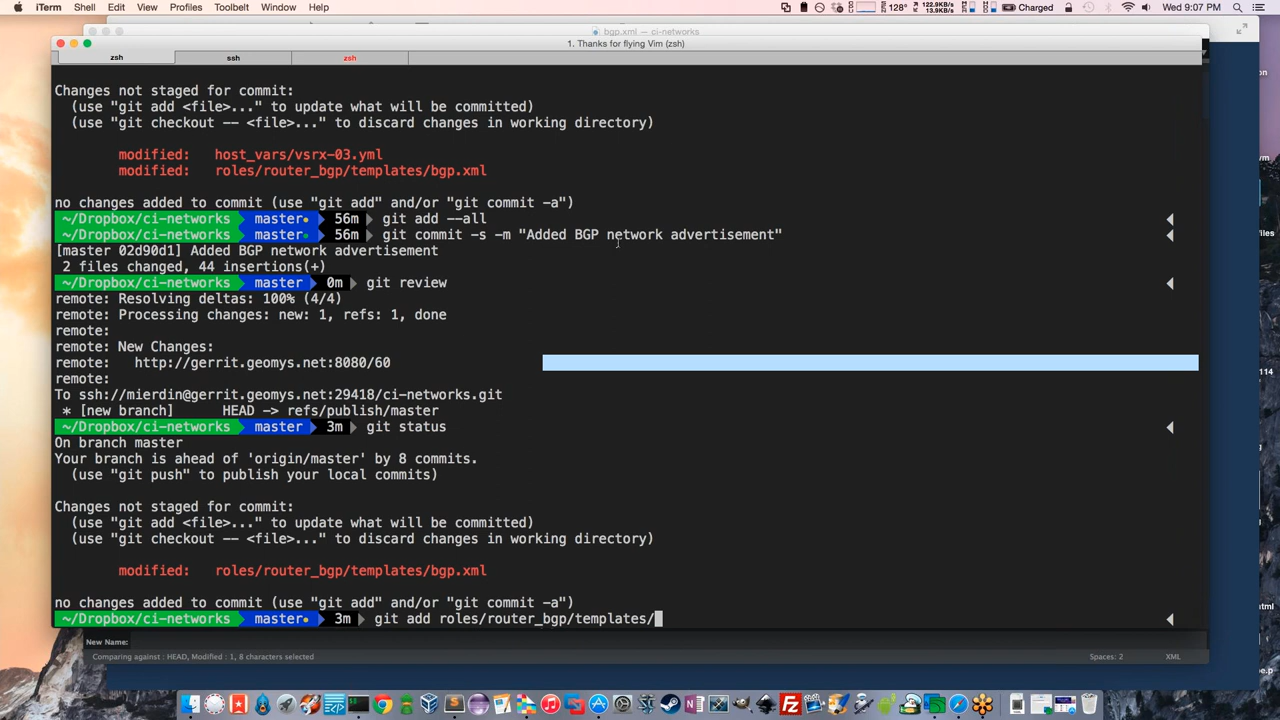 iTerm Shell Edit View Profiles Toolbelt Window Help
128° 122.9KB/s 13.9KB/s Charged Wed 9:07 PM
bgp.xml — ci-networks
1. Thanks for flying Vim (zsh)
zsh ssh zsh
Changes not staged for commit:
(use "git add <file>..." to update what will be committed)
(use "git checkout -- <file>..." to discard changes in working directory)
modified: host_vars/vsrx-03.yml
modified: roles/router_bgp/templates/bgp.xml
no changes added to commit (use "git add" and/or "git commit -a")
~/Dropbox/ci-networks master 56m git add --all
~/Dropbox/ci-networks master 56m git commit -s -m "Added BGP network advertisement"
[master 02d90d1] Added BGP network advertisement
2 files changed, 44 insertions(+)
~/Dropbox/ci-networks master 0m git review
remote: Resolving deltas: 100% (4/4)
remote: Processing changes: new: 1, refs: 1, done
remote:
remote: New Changes:
remote: http://gerrit.geomys.net:8080/60
remote:
To ssh://mierdin@gerrit.geomys.net:29418/ci-networks.git
* [new branch] HEAD -> refs/publish/master
~/Dropbox/ci-networks master 3m git status
On branch master
Your branch is ahead of 'origin/master' by 8 commits.
(use "git push" to publish your local commits)
Changes not staged for commit:
(use "git add <file>..." to update what will be committed)
(use "git checkout -- <file>..." to discard changes in working directory)
modified: roles/router_bgp/templates/bgp.xml
no changes added to commit (use "git add" and/or "git commit -a")
~/Dropbox/ci-networks master 3m git add roles/router_bgp/templates/
New Name:
Comparing against : HEAD, Modified : 1, 8 characters selected Spaces: 2 XML